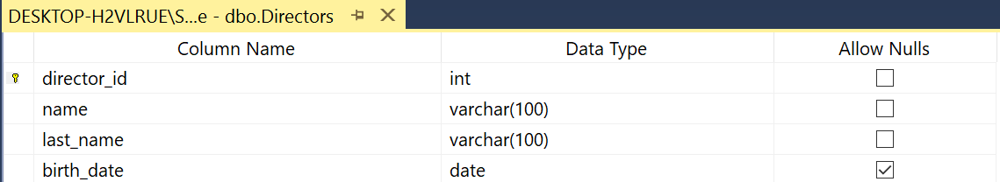 DESKTOP-H2VLRUE\S...e - dbo.Directors
Column Name Data Type Allow Nulls
director_id int
name varchar(100)
last_name varchar(100)
birth_date date